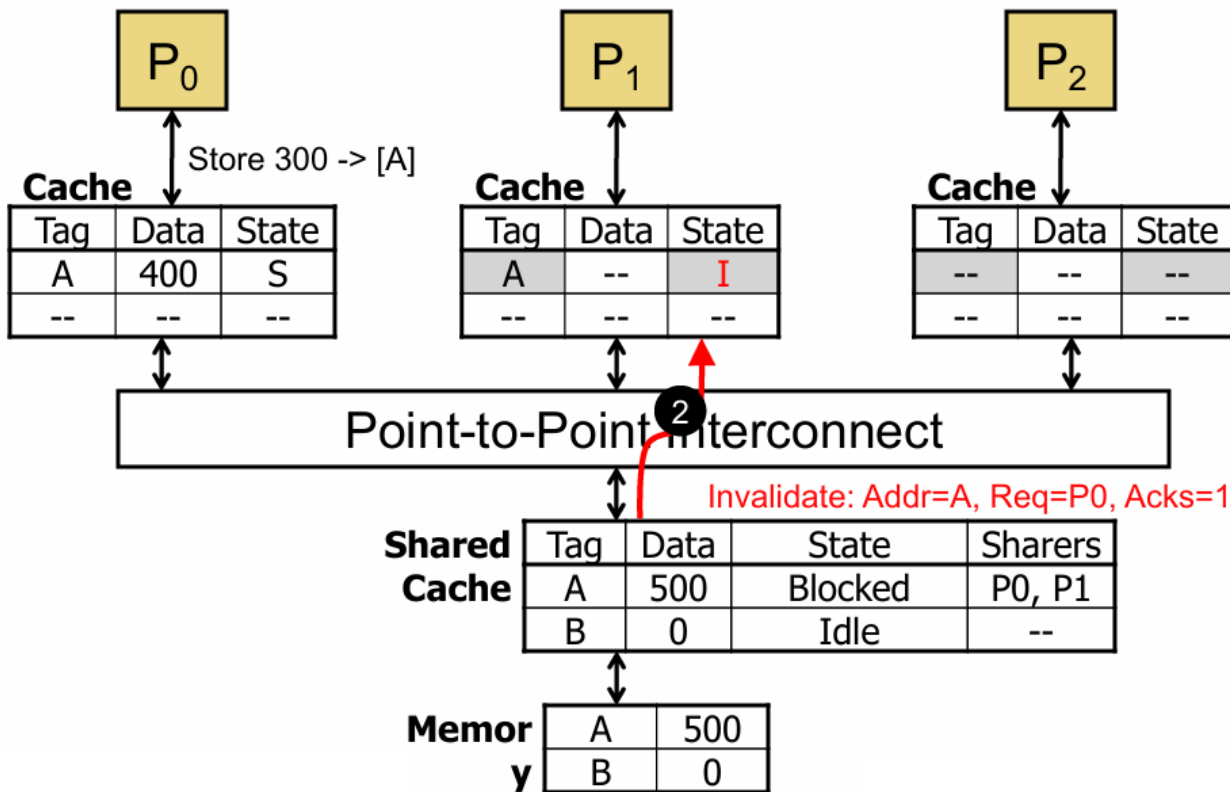 P0 P1 P2
Store 300 -> [A]
Cache Cache Cache
Tag Data State Tag Data State Tag Data State
A 400 S A -- I -- -- --
-- -- -- -- -- -- -- -- --
2
Point-to-Point Interconnect
Invalidate: Addr=A, Req=P0, Acks=1
Shared Tag Data State Sharers
Cache A 500 Blocked P0, P1
B 0 Idle --
Memor A 500
y B 0